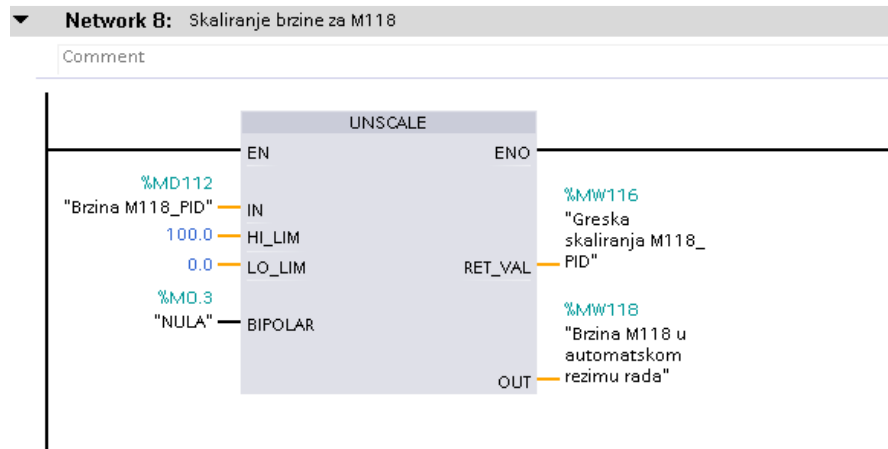 Network 8: Skaliranje brzine za M118
Comment
UNSCALE
EN ENO
%MD112
"Brzina M118_PID" IN
100.0 HI_LIM
0.0 LO_LIM
%M0.3
"NULA" BIPOLAR
%MW116
"Greska
skaliranja M118_
RET_VAL PID"
%MW118
"Brzina M118 u
automatskom
OUT rezimu rada"